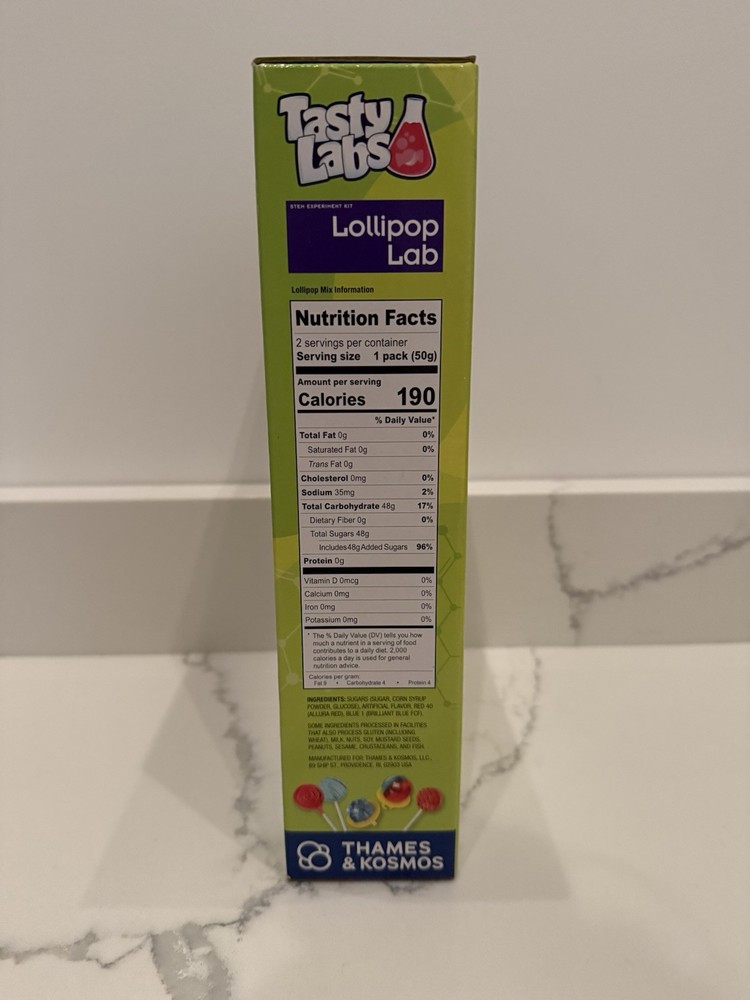 Tasty
Labs
STEM EXPERIMENT KIT
Lollipop
Lab
Lollipop Mix Information
Nutrition Facts
2 servings per container
Serving size 1 pack (50g)
Amount per serving
Calories 190
% Daily Value*
Total Fat 0g 0%
Saturated Fat 0g 0%
Trans Fat 0g
Cholesterol 0mg 0%
Sodium 35mg 2%
Total Carbohydrate 48g 17%
Dietary Fiber 0g 0%
Total Sugars 48g
Includes 48g Added Sugars 96%
Protein 0g
Vitamin D 0mcg 0%
Calcium 0mg 0%
Iron 0mg 0%
Potassium 0mg 0%
* The % Daily Value (DV) tells you how
much a nutrient in a serving of food
contributes to a daily diet. 2,000
calories a day is used for general
nutrition advice.
Calories per gram:
Fat 9 • Carbohydrate 4 • Protein 4
INGREDIENTS: SUGARS (SUGAR, CORN SYRUP
POWDER, GLUCOSE), ARTIFICIAL FLAVOR, RED 40
(ALLURA RED), BLUE 1 (BRILLIANT BLUE FCF).
SOME INGREDIENTS PROCESSED IN FACILITIES
THAT ALSO PROCESS GLUTEN (INCLUDING
WHEAT), MILK, NUTS, SOY, MUSTARD SEEDS,
PEANUTS, SESAME, CRUSTACEANS, AND FISH.
MANUFACTURED FOR: THAMES & KOSMOS, LLC.,
89 SHIP ST., PROVIDENCE, RI, 02903 USA
THAMES
& KOSMOS